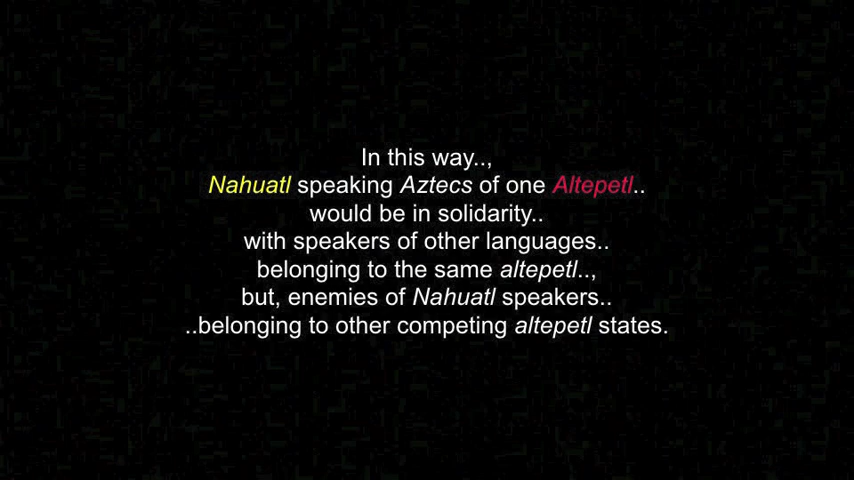 In this way..,
Nahuatl speaking Aztecs of one Altepetl..
would be in solidarity..
with speakers of other languages..
belonging to the same altepetl..,
but, enemies of Nahuatl speakers..
..belonging to other competing altepetl states.